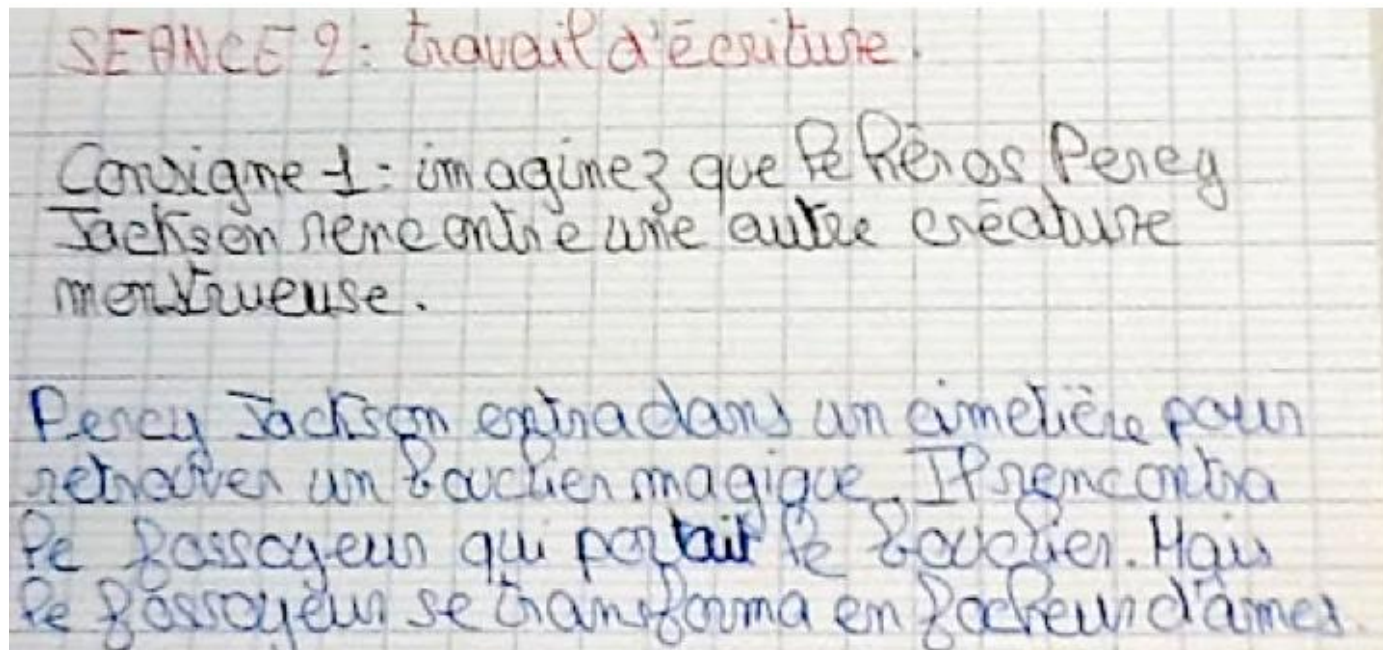 SEANCE 2: travail d'écriture.
Consigne 1: imaginez que le héros Percy
Jackson rencontre une autre créature
monstrueuse.
Percy Jackson entra dans un cimetière pour
retrouver un bouclier magique. Il rencontra
le fossoyeur qui portait le bouclier. Mais
le fossoyeur se transforma en faucheur d'âmes.